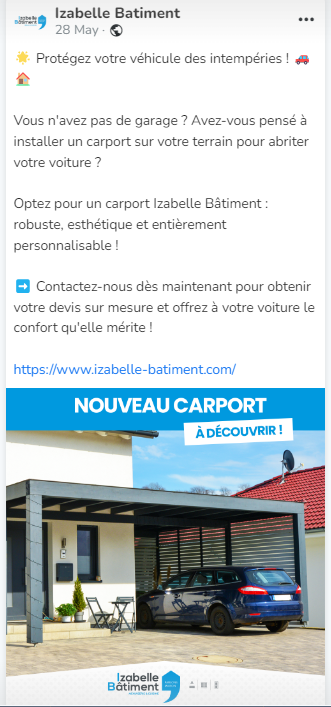 Izabelle Batiment
28 May ·
🌟 Protégez votre véhicule des intempéries ! 🚗
🏠
Vous n'avez pas de garage ? Avez-vous pensé à
installer un carport sur votre terrain pour abriter
votre voiture ?
Optez pour un carport Izabelle Bâtiment :
robuste, esthétique et entièrement
personnalisable !
➡️ Contactez-nous dès maintenant pour obtenir
votre devis sur mesure et offrez à votre voiture le
confort qu'elle mérite !
https://www.izabelle-batiment.com/
NOUVEAU CARPORT
À DÉCOUVRIR !
Izabelle
Bâtiment